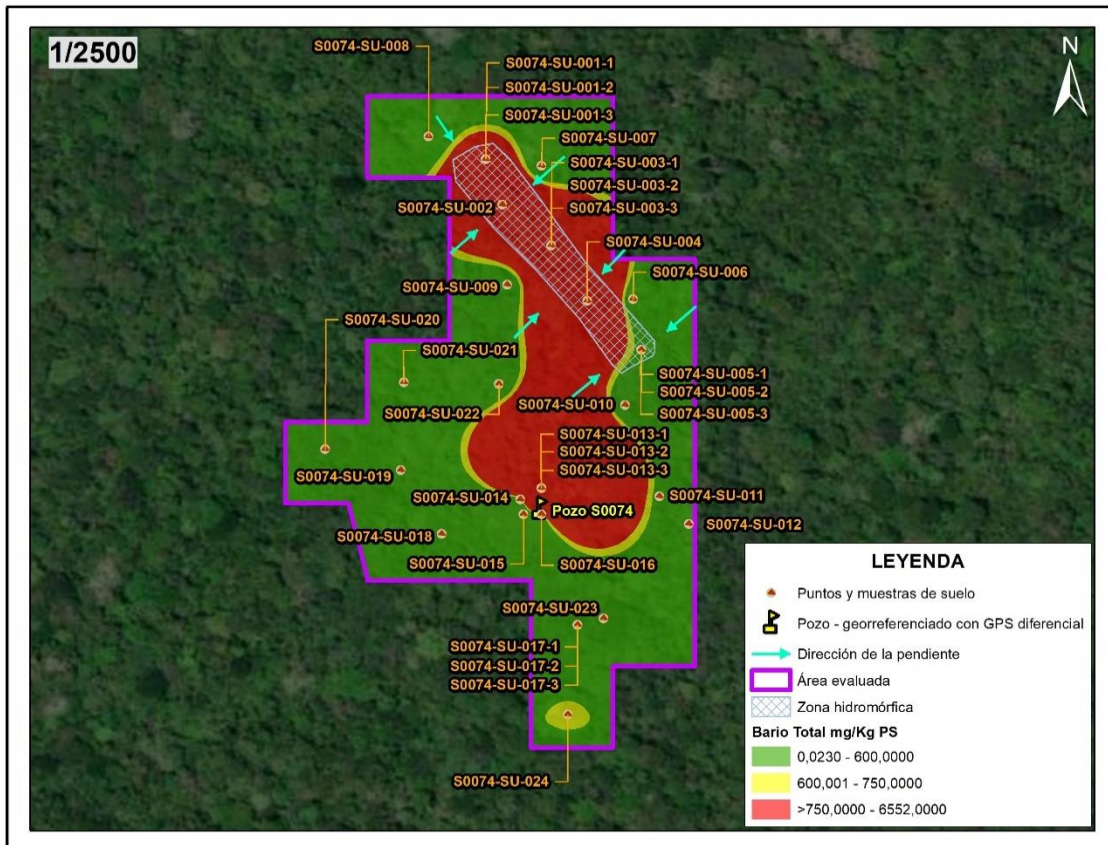 1/2500
N
S0074-SU-008
S0074-SU-001-1
S0074-SU-001-2
S0074-SU-001-3
S0074-SU-007
S0074-SU-003-1
S0074-SU-003-2
S0074-SU-003-3
S0074-SU-002
S0074-SU-004
S0074-SU-006
S0074-SU-009
S0074-SU-020
S0074-SU-021
S0074-SU-005-1
S0074-SU-005-2
S0074-SU-005-3
S0074-SU-022
S0074-SU-010
S0074-SU-013-1
S0074-SU-013-2
S0074-SU-013-3
S0074-SU-019
S0074-SU-014
S0074-SU-011
Pozo S0074
S0074-SU-012
S0074-SU-018
S0074-SU-015
S0074-SU-016
S0074-SU-023
S0074-SU-017-1
S0074-SU-017-2
S0074-SU-017-3
S0074-SU-024
LEYENDA
Puntos y muestras de suelo
Pozo - georreferenciado con GPS diferencial
Dirección de la pendiente
Área evaluada
Zona hidromórfica
Bario Total mg/Kg PS
0,0230 - 600,0000
600,001 - 750,0000
>750,0000 - 6552,0000